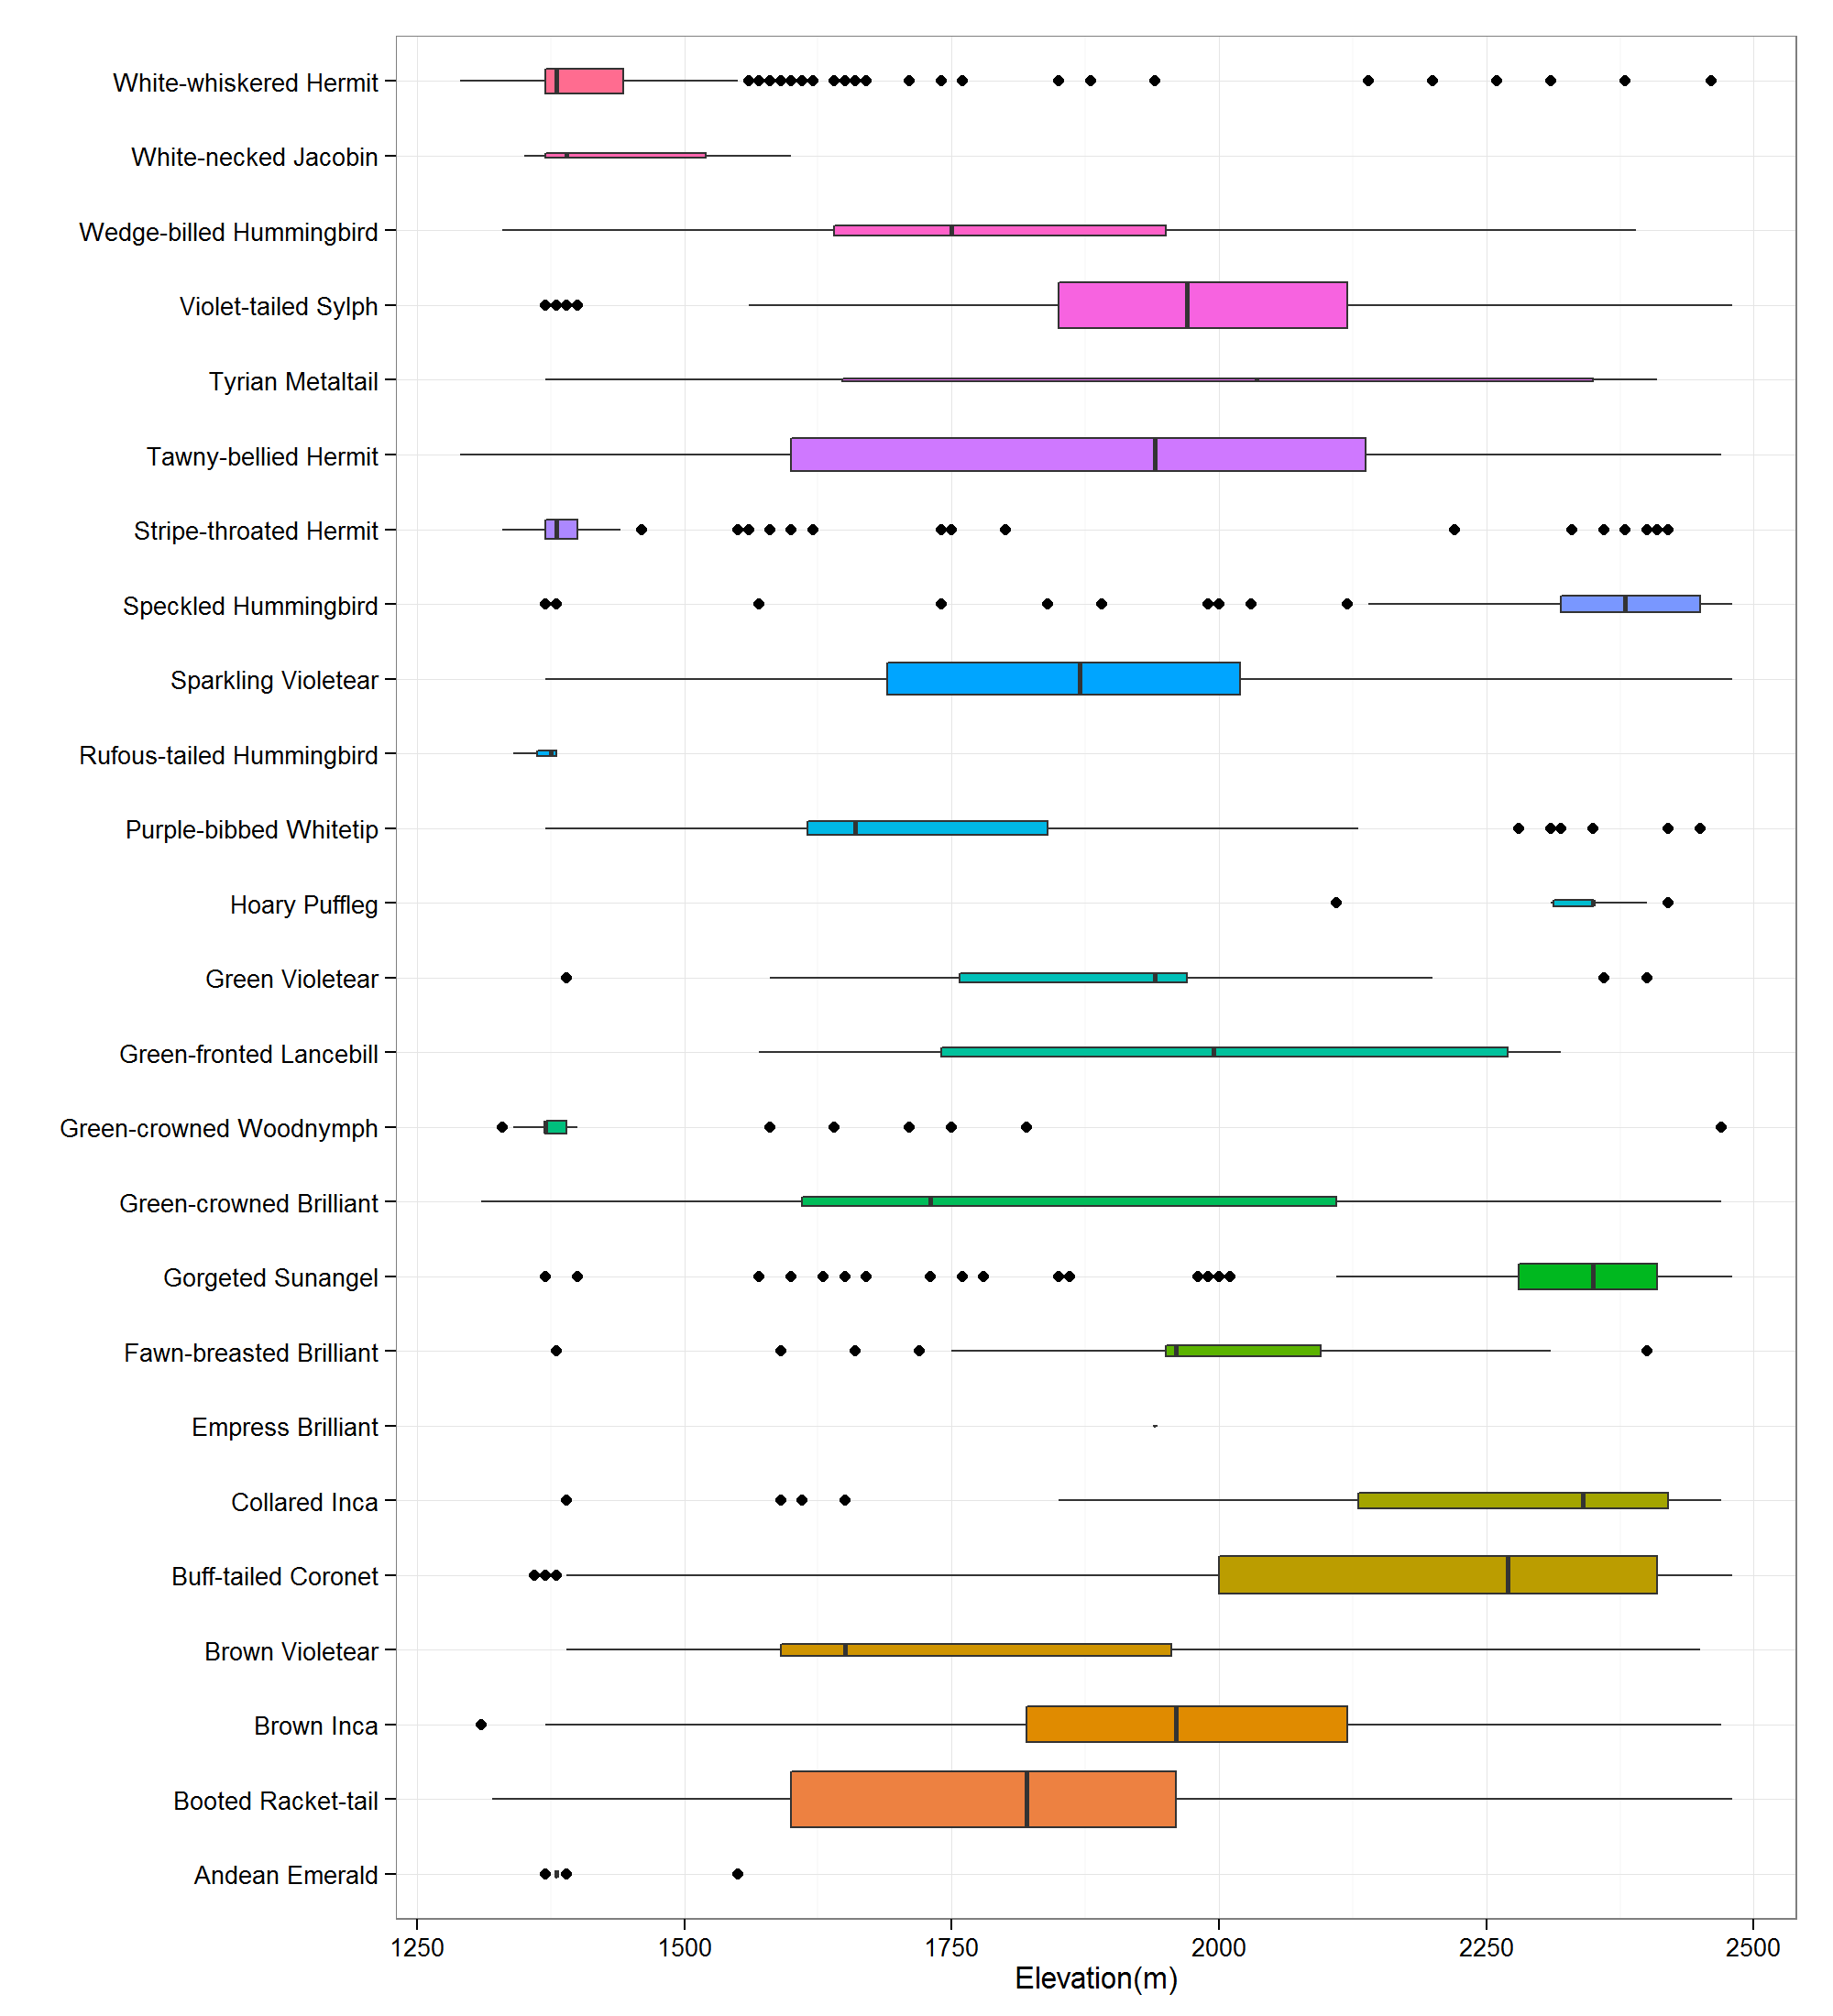 White-whiskered Hermit
White-necked Jacobin
Wedge-billed Hummingbird
Violet-tailed Sylph
Tyrian Metaltail
Tawny-bellied Hermit
Stripe-throated Hermit
Speckled Hummingbird
Sparkling Violetear
Rufous-tailed Hummingbird
Purple-bibbed Whitetip
Hoary Puffleg
Green Violetear
Green-fronted Lancebill
Green-crowned Woodnymph
Green-crowned Brilliant
Gorgeted Sunangel
Fawn-breasted Brilliant
Empress Brilliant
Collared Inca
Buff-tailed Coronet
Brown Violetear
Brown Inca
Booted Racket-tail
Andean Emerald
1250 1500 1750 2000 2250 2500
Elevation(m)